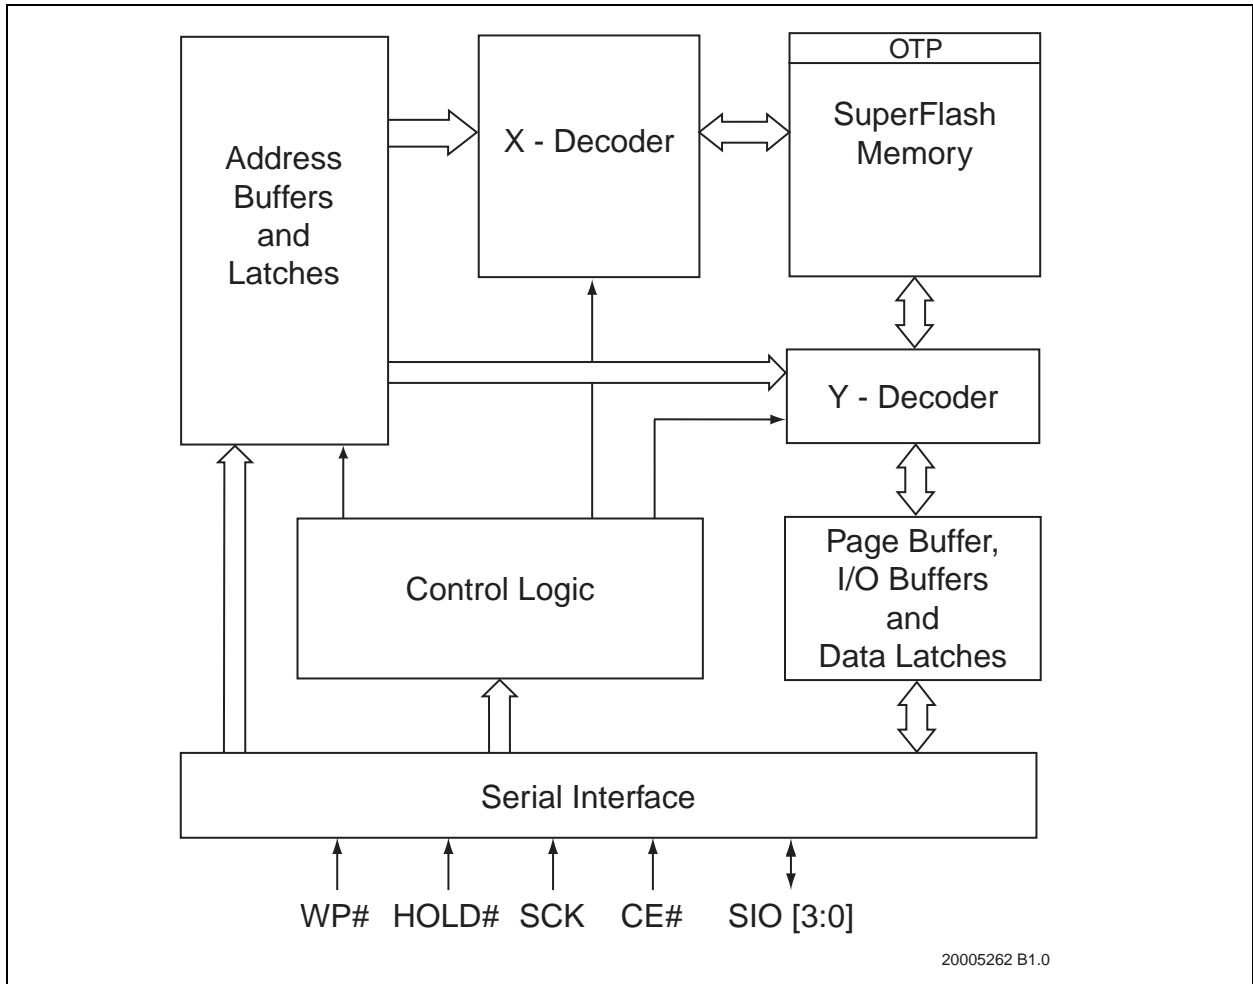 OTP
SuperFlash
Memory
X - Decoder
Address
Buffers
and
Latches
Y - Decoder
Page Buffer,
I/O Buffers
and
Data Latches
Control Logic
Serial Interface
WP# HOLD# SCK CE# SIO [3:0]
20005262 B1.0